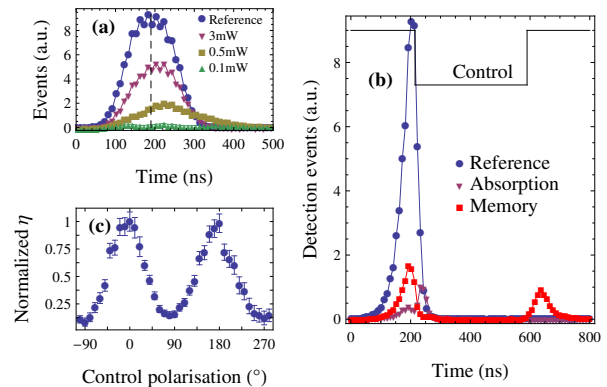 (a)
Reference
3mW
0.5mW
0.1mW
Events (a.u.)
8
6
4
2
0
0 100 200 300 400 500
Time (ns)
(c)
Normalized η
1
0.75
0.5
0.25
−90 0 90 180 270
Control polarisation (°)
(b)
Control
Reference
Absorption
Memory
Detection events (a.u.)
8
6
4
2
0
0 200 400 600 800
Time (ns)